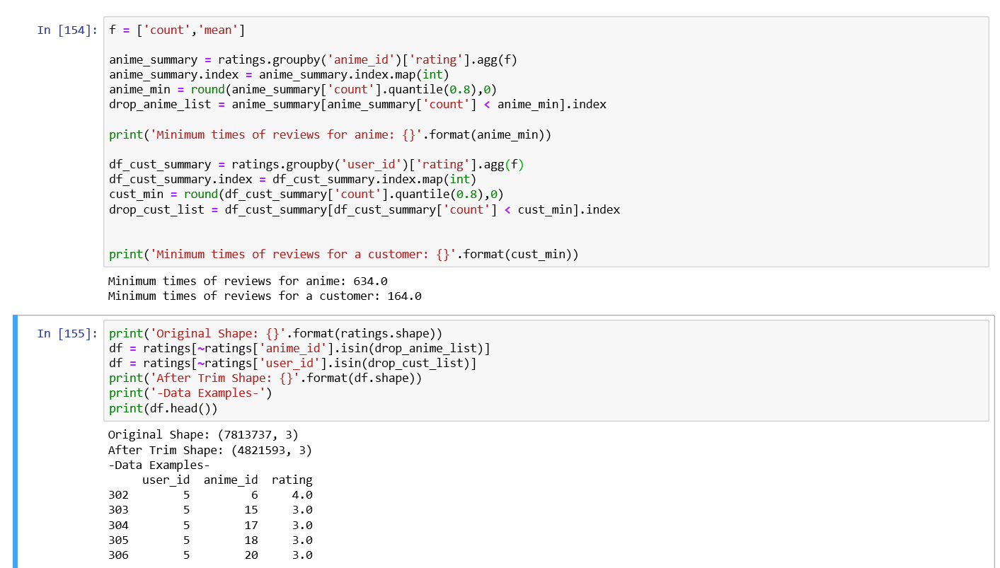 In [154]: f = ['count','mean']
anime_summary = ratings.groupby('anime_id')['rating'].agg(f)
anime_summary.index = anime_summary.index.map(int)
anime_min = round(anime_summary['count'].quantile(0.8),0)
drop_anime_list = anime_summary[anime_summary['count'] < anime_min].index
print('Minimum times of reviews for anime: {}'.format(anime_min))
df_cust_summary = ratings.groupby('user_id')['rating'].agg(f)
df_cust_summary.index = df_cust_summary.index.map(int)
cust_min = round(df_cust_summary['count'].quantile(0.8),0)
drop_cust_list = df_cust_summary[df_cust_summary['count'] < cust_min].index
print('Minimum times of reviews for a customer: {}'.format(cust_min))
Minimum times of reviews for anime: 634.0
Minimum times of reviews for a customer: 164.0
In [155]: print('Original Shape: {}'.format(ratings.shape))
df = ratings[~ratings['anime_id'].isin(drop_anime_list)]
df = ratings[~ratings['user_id'].isin(drop_cust_list)]
print('After Trim Shape: {}'.format(df.shape))
print('-Data Examples-')
print(df.head())
Original Shape: (7813737, 3)
After Trim Shape: (4821593, 3)
-Data Examples-
user_id anime_id rating
302 5 6 4.0
303 5 15 3.0
304 5 17 3.0
305 5 18 3.0
306 5 20 3.0